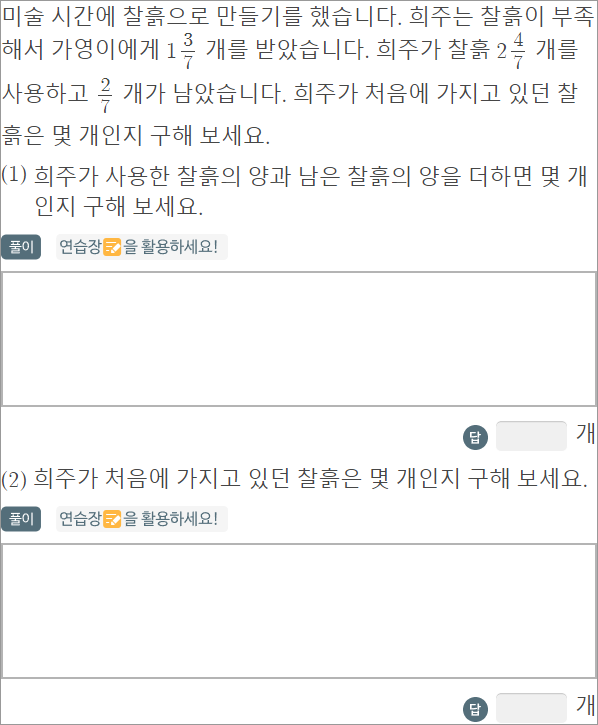 미술 시간에 찰흙으로 만들기를 했습니다. 희주는 찰흙이 부족
해서 가영이에게 1 3/7 개를 받았습니다. 희주가 찰흙 2 4/7 개를
사용하고 2/7 개가 남았습니다. 희주가 처음에 가지고 있던 찰
흙은 몇 개인지 구해 보세요.
(1) 희주가 사용한 찰흙의 양과 남은 찰흙의 양을 더하면 몇 개
인지 구해 보세요.
풀이 연습장을 활용하세요!
답 개
(2) 희주가 처음에 가지고 있던 찰흙은 몇 개인지 구해 보세요.
풀이 연습장을 활용하세요!
답 개